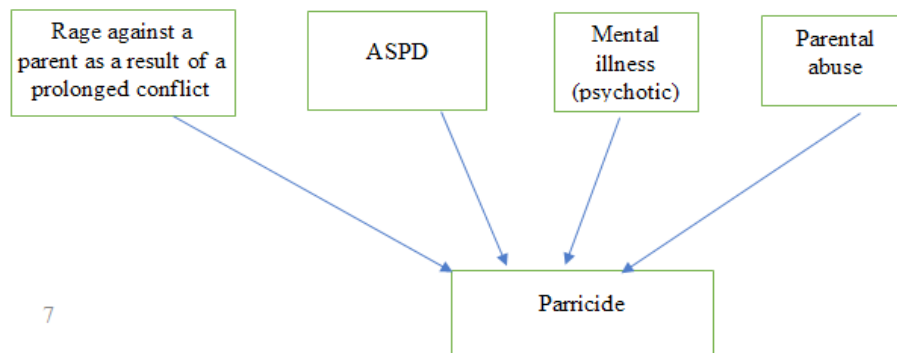 Rage against a
parent as a result of a
prolonged conflict
ASPD
Mental
illness
(psychotic)
Parental
abuse
Parricide
7